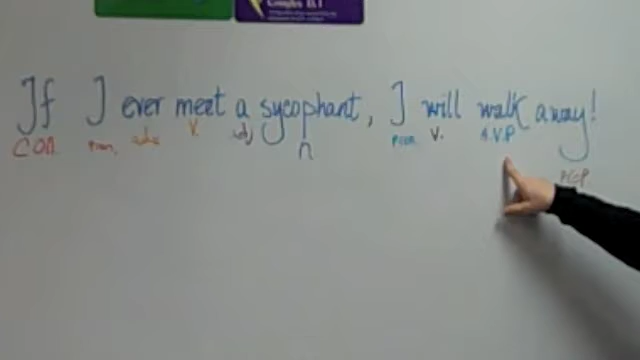 If I ever meet a sycophant, I will walk away!
con. pron. adv. v. adj n pron. v. A.V.P